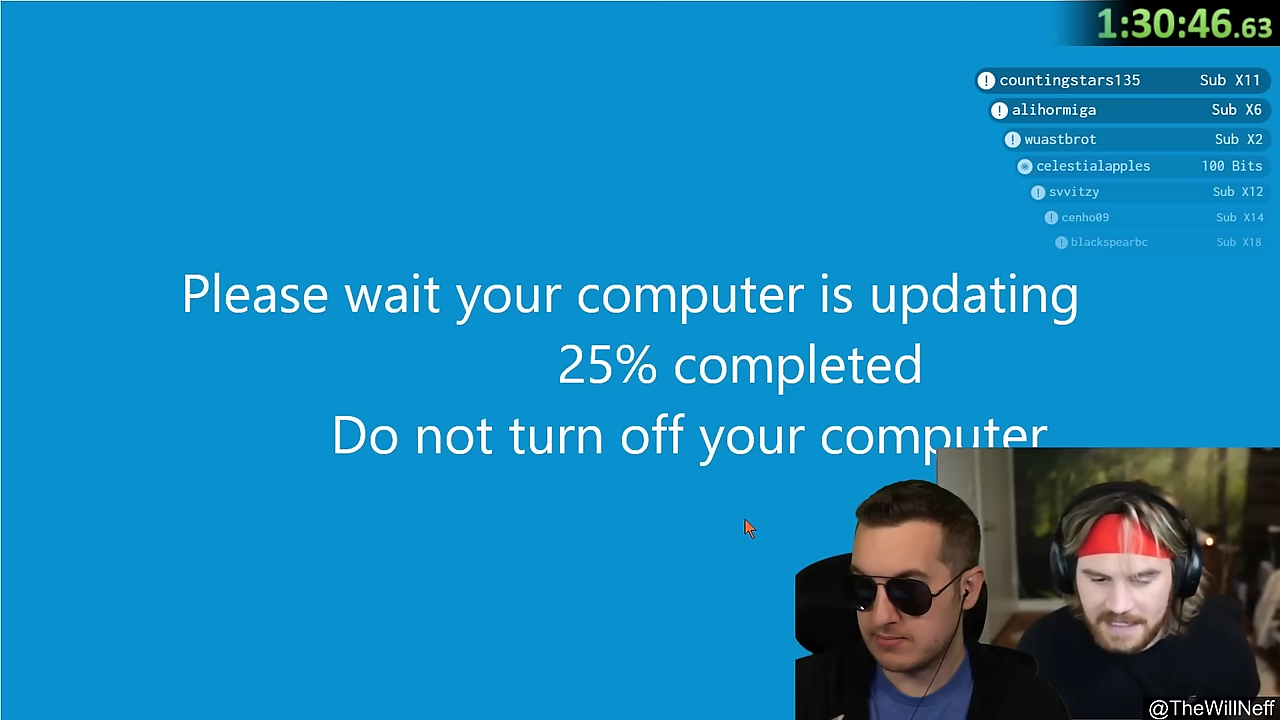 1:30:46.63
countingstars135 Sub X11
alihormiga Sub X6
wuastbrot Sub X2
celestialapples 100 Bits
svvitzy Sub X12
cenho09 Sub X14
blackspearbc Sub X18
Please wait your computer is updating
25% completed
Do not turn off your computer
@TheWillNeff